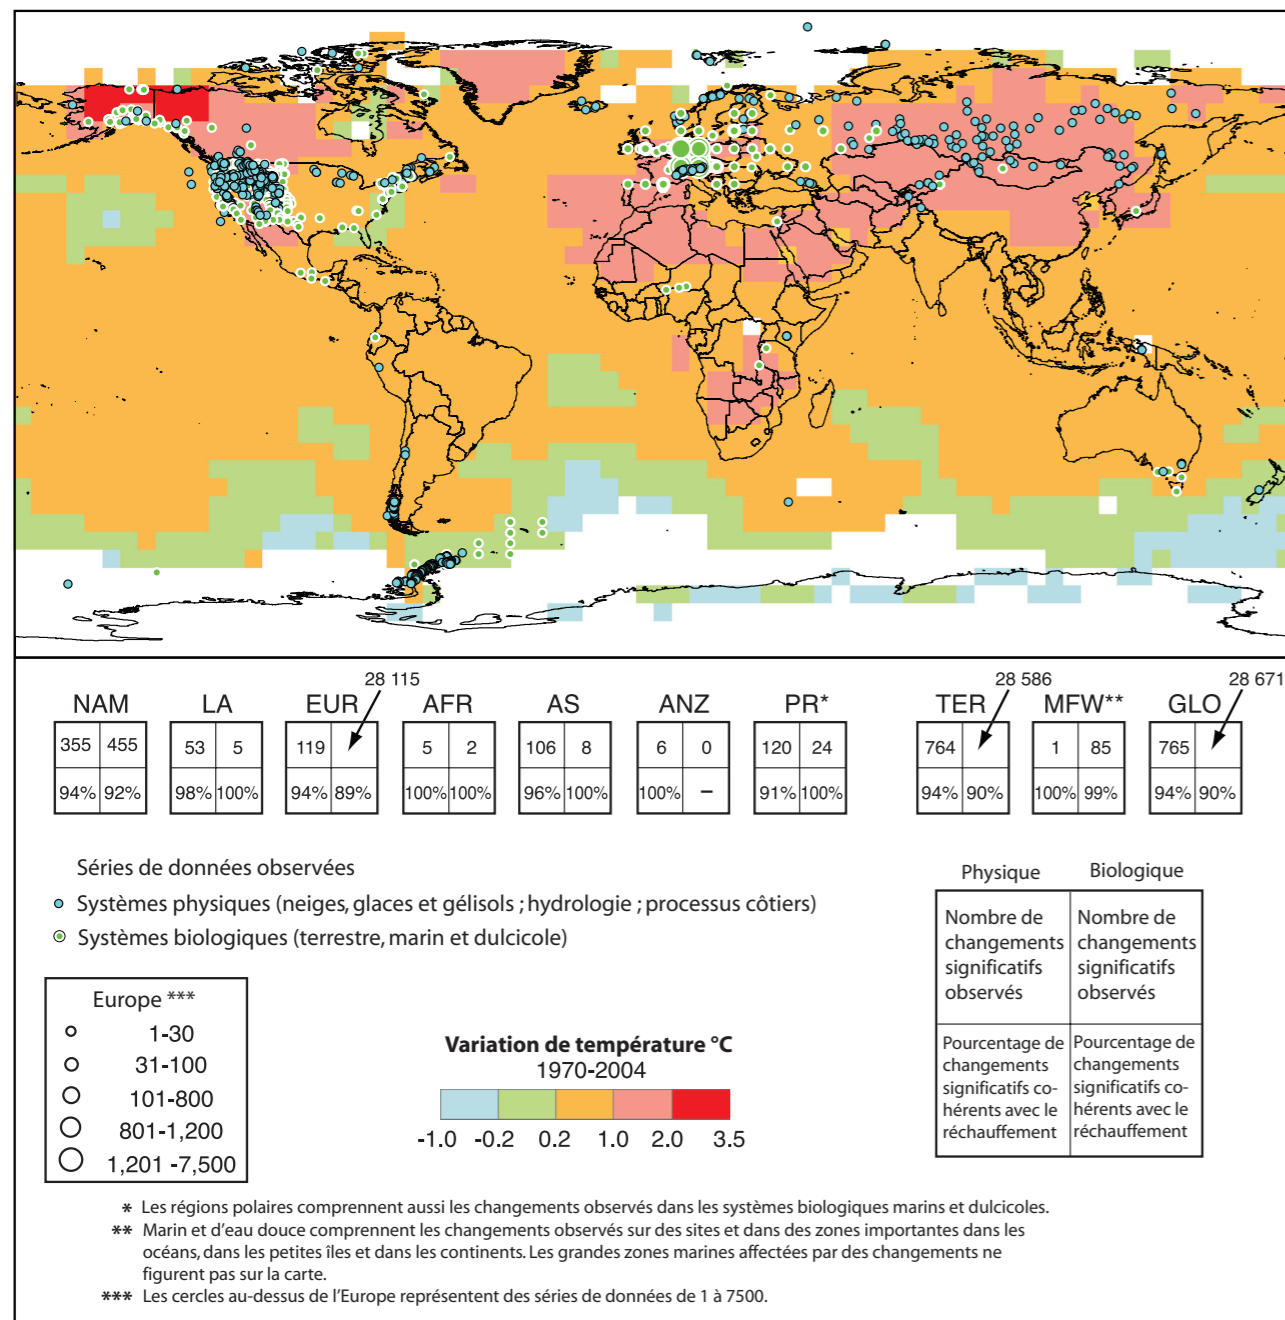 28 115
28 586
28 671
NAM LA EUR AFR AS ANZ PR* TER MFW** GLO
355 455 53 5 119 5 2 106 8 6 0 120 24 764 1 85 765
94% 92% 98% 100% 94% 89% 100% 100% 96% 100% 100% – 91% 100% 94% 90% 100% 99% 94% 90%
Séries de données observées
Systèmes physiques (neiges, glaces et gélisols ; hydrologie ; processus côtiers)
Systèmes biologiques (terrestre, marin et dulcicole)
Europe ***
1-30
31-100
101-800
801-1,200
1,201 -7,500
Variation de température °C
1970-2004
-1.0 -0.2 0.2 1.0 2.0 3.5
Physique Biologique
Nombre de
changements
significatifs
observés
Nombre de
changements
significatifs
observés
Pourcentage de
changements
significatifs co-
hérents avec le
réchauffement
Pourcentage de
changements
significatifs co-
hérents avec le
réchauffement
* Les régions polaires comprennent aussi les changements observés dans les systèmes biologiques marins et dulcicoles.
** Marin et d'eau douce comprennent les changements observés sur des sites et dans des zones importantes dans les
océans, dans les petites îles et dans les continents. Les grandes zones marines affectées par des changements ne
figurent pas sur la carte.
*** Les cercles au-dessus de l'Europe représentent des séries de données de 1 à 7500.